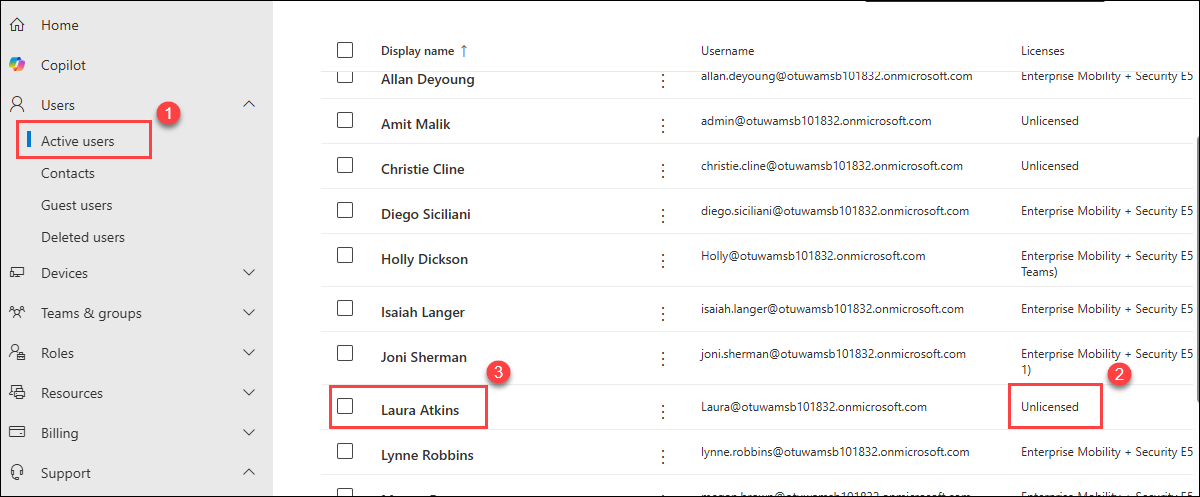 Home
Copilot
Users
1
Active users
Contacts
Guest users
Deleted users
Devices
Teams & groups
Roles
Resources
Billing
Support
Display name ↑ Username Licenses
Allan Deyoung allan.deyoung@otuwamsb101832.onmicrosoft.com Enterprise Mobility + Security E5
Amit Malik admin@otuwamsb101832.onmicrosoft.com Unlicensed
Christie Cline christie.cline@otuwamsb101832.onmicrosoft.com Unlicensed
Diego Siciliani diego.siciliani@otuwamsb101832.onmicrosoft.com Enterprise Mobility + Security E5
Holly Dickson Holly@otuwamsb101832.onmicrosoft.com Enterprise Mobility + Security E5
Teams)
Isaiah Langer isaiah.langer@otuwamsb101832.onmicrosoft.com Enterprise Mobility + Security E5
Joni Sherman joni.sherman@otuwamsb101832.onmicrosoft.com Enterprise Mobility + Security E5
1)
3 2
Laura Atkins Laura@otuwamsb101832.onmicrosoft.com Unlicensed
Lynne Robbins lynne.robbins@otuwamsb101832.onmicrosoft.com Enterprise Mobility + Security E5